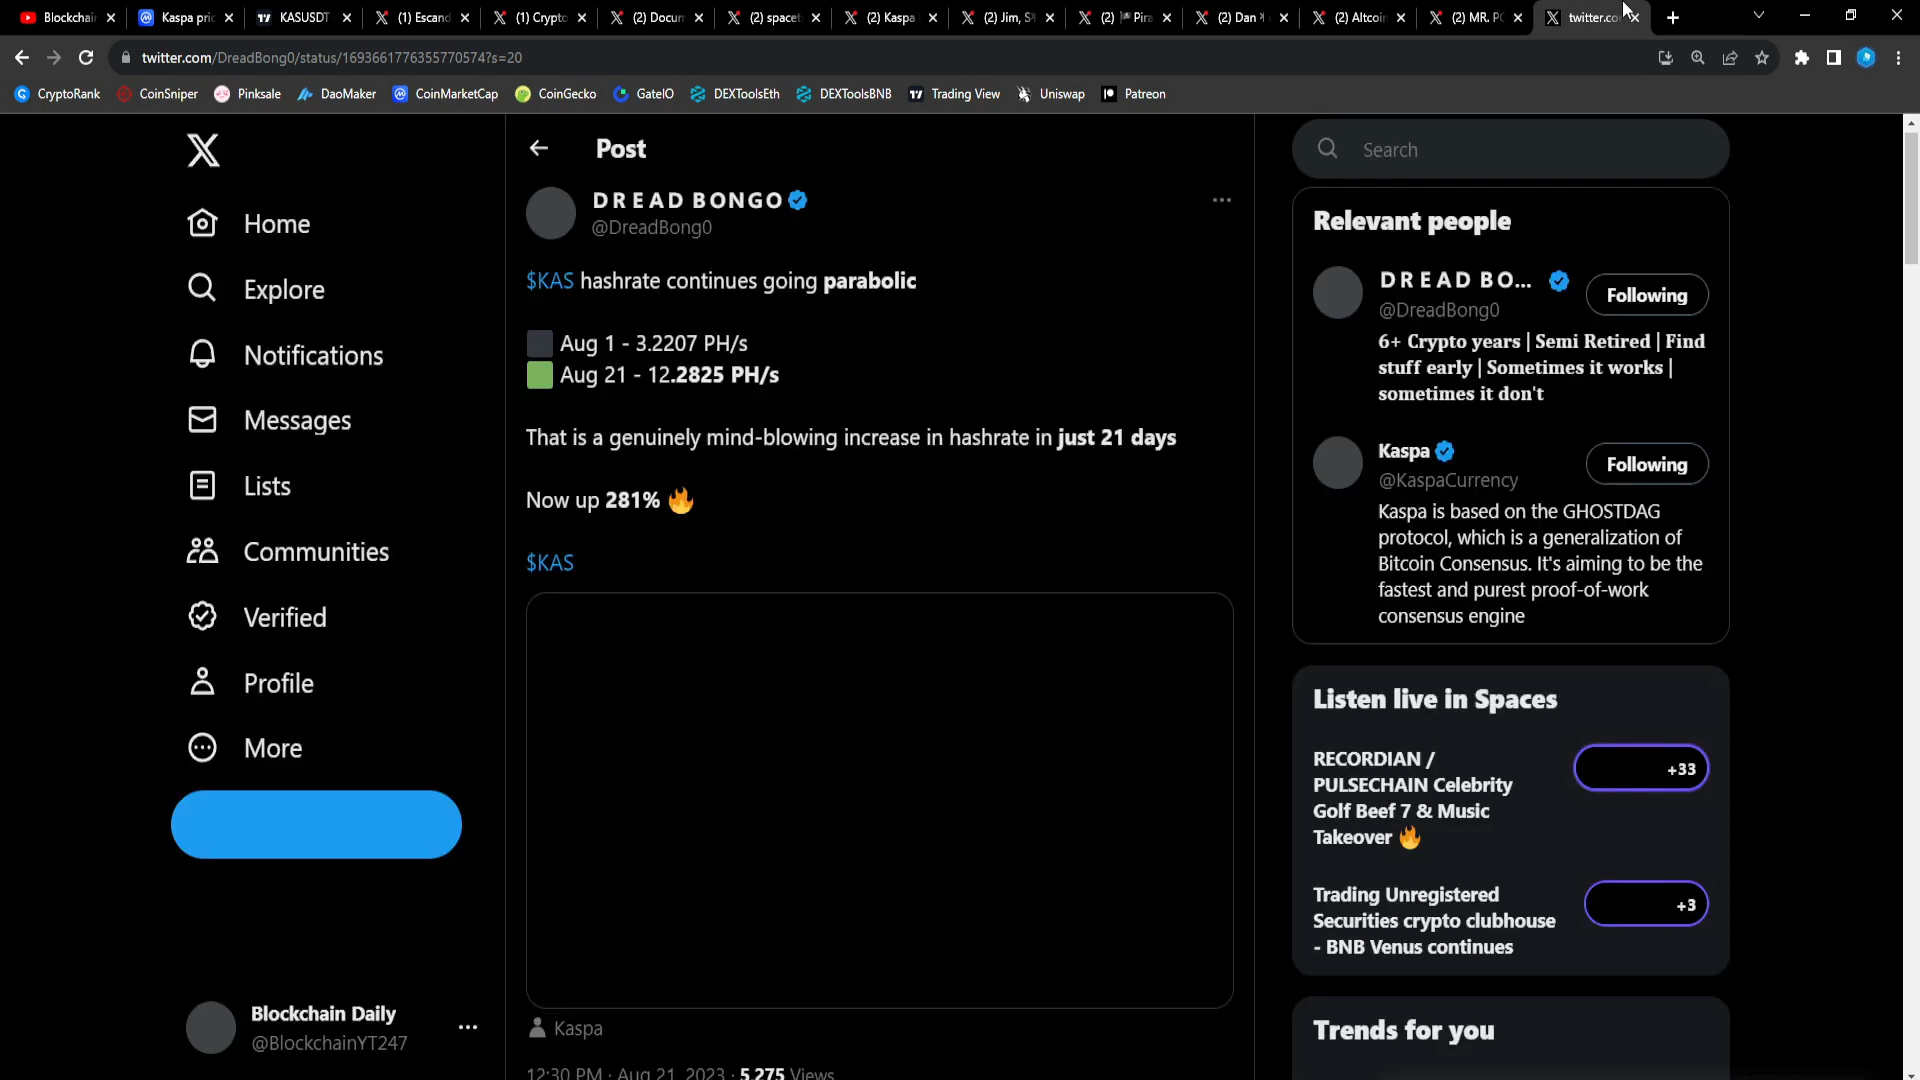 Blockchain
Kaspa pric
KASUSDT
(1) Escand
(1) Crypto
(2) Docum
(2) spacet
(2) Kaspa
(2) Jim, S
(2) Pira
(2) Dan
(2) Altcoin
(2) MR. PO
twitter.co
twitter.com/DreadBong0/status/1693661776355770574?s=20
CryptoRank
CoinSniper
Pinksale
DaoMaker
CoinMarketCap
CoinGecko
GateIO
DEXToolsEth
DEXToolsBNB
Trading View
Uniswap
Patreon
Home
Explore
Notifications
Messages
Lists
Communities
Verified
Profile
More
Blockchain Daily
@BlockchainYT247
Post
DREAD BONGO
@DreadBong0
$KAS hashrate continues going parabolic
Aug 1 - 3.2207 PH/s
Aug 21 - 12.2825 PH/s
That is a genuinely mind-blowing increase in hashrate in just 21 days
Now up 281% 🔥
$KAS
Kaspa
12:30 PM · Aug 21, 2023 · 5,275 Views
Search
Relevant people
DREAD BO...
@DreadBong0
Following
6+ Crypto years | Semi Retired | Find
stuff early | Sometimes it works |
sometimes it don't
Kaspa
@KaspaCurrency
Following
Kaspa is based on the GHOSTDAG
protocol, which is a generalization of
Bitcoin Consensus. It's aiming to be the
fastest and purest proof-of-work
consensus engine
Listen live in Spaces
RECORDIAN /
PULSECHAIN Celebrity
Golf Beef 7 & Music
Takeover 🔥
+33
Trading Unregistered
Securities crypto clubhouse
- BNB Venus continues
+3
Trends for you